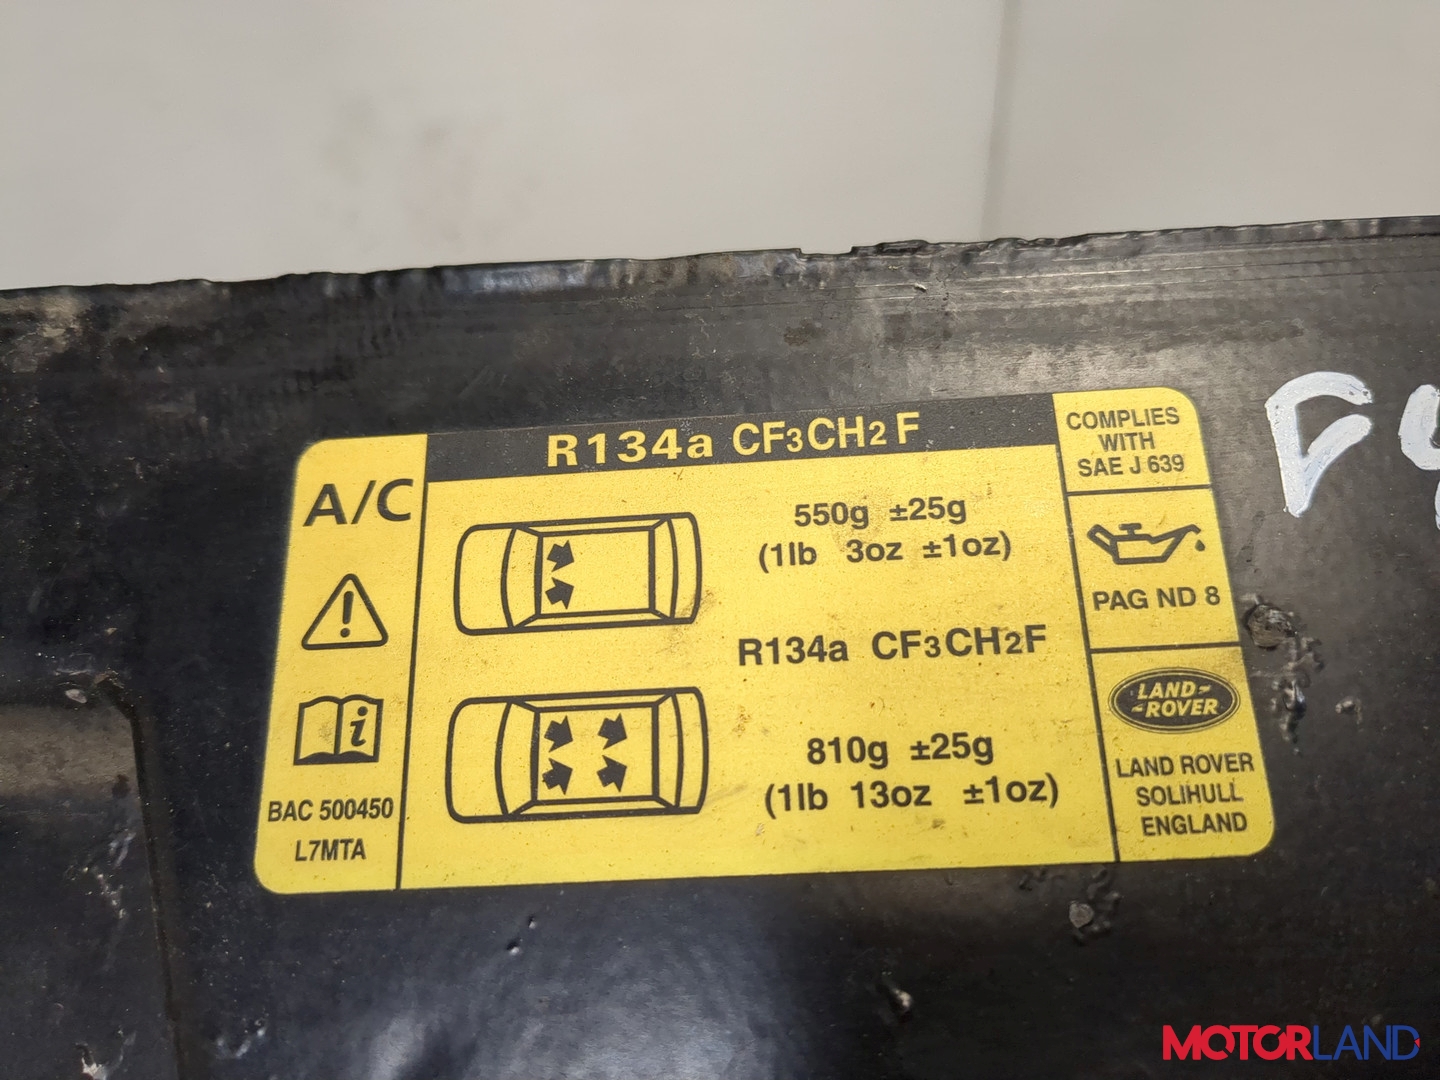 R134a CF3CH2F
A/C
BAC 500450
L7MTA
550g ±25g
(1lb 3oz ±1oz)
R134a CF3CH2F
810g ±25g
(1lb 13oz ±1oz)
COMPLIES
WITH
SAE J 639
PAG ND 8
LAND-
-ROVER
LAND ROVER
SOLIHULL
ENGLAND
MOTORLAND